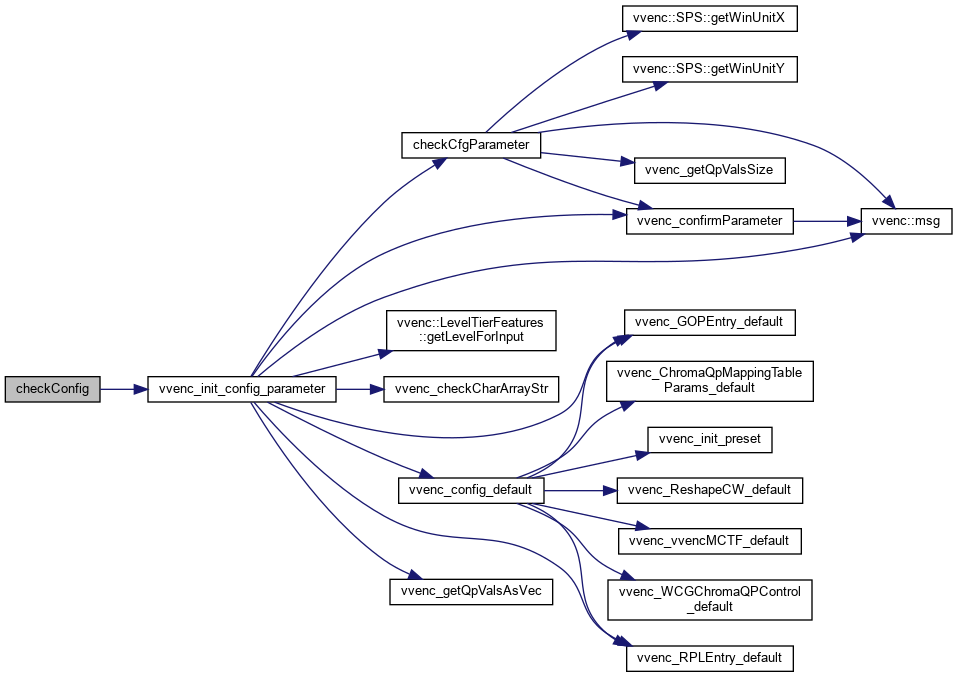 vvenc::SPS::getWinUnitX
vvenc::SPS::getWinUnitY
checkCfgParameter
vvenc_getQpValsSize
vvenc_confirmParameter
vvenc::msg
vvenc::LevelTierFeatures
::getLevelForInput
vvenc_GOPEntry_default
checkConfig
vvenc_init_config_parameter
vvenc_checkCharArrayStr
vvenc_ChromaQpMappingTable
Params_default
vvenc_init_preset
vvenc_config_default
vvenc_ReshapeCW_default
vvenc_vvencMCTF_default
vvenc_getQpValsAsVec
vvenc_WCGChromaQPControl
_default
vvenc_RPLEntry_default